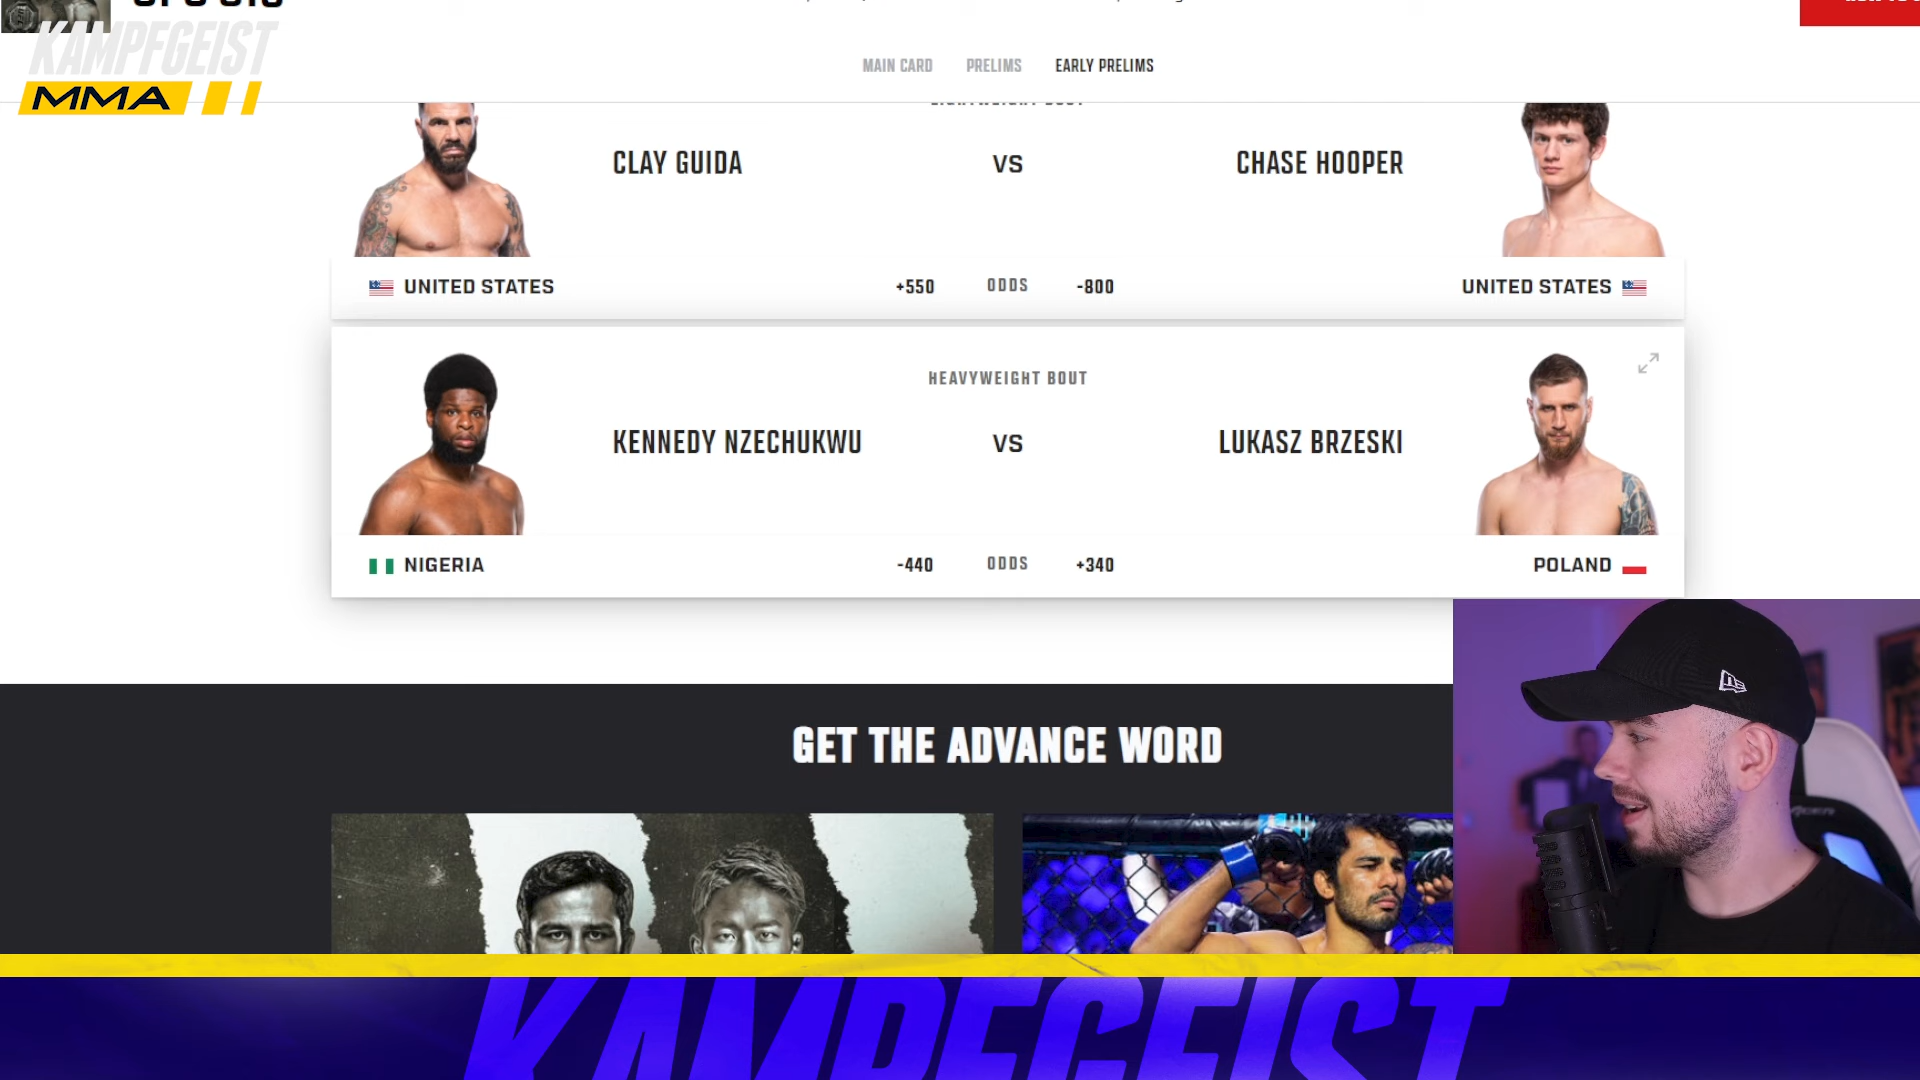 KAMPFGEIST
MMA
MAIN CARD PRELIMS EARLY PRELIMS
CLAY GUIDA VS CHASE HOOPER
UNITED STATES +550 ODDS -800 UNITED STATES
HEAVYWEIGHT BOUT
KENNEDY NZECHUKWU VS LUKASZ BRZESKI
NIGERIA -440 ODDS +340 POLAND
GET THE ADVANCE WORD
KAMPFGEIST